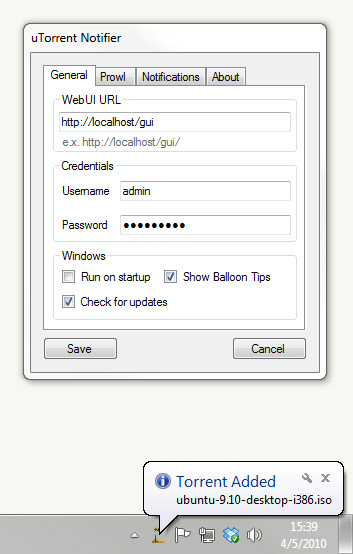 uTorrent Notifier
General Prowl Notifications About
WebUI URL
http://localhost/gui
e.x. http://localhost/gui/
Credentials
Username admin
Password ●●●●●●●●●
Windows
Run on startup Show Balloon Tips
Check for updates
Save Cancel
Torrent Added
ubuntu-9.10-desktop-i386.iso
15:39
4/5/2010